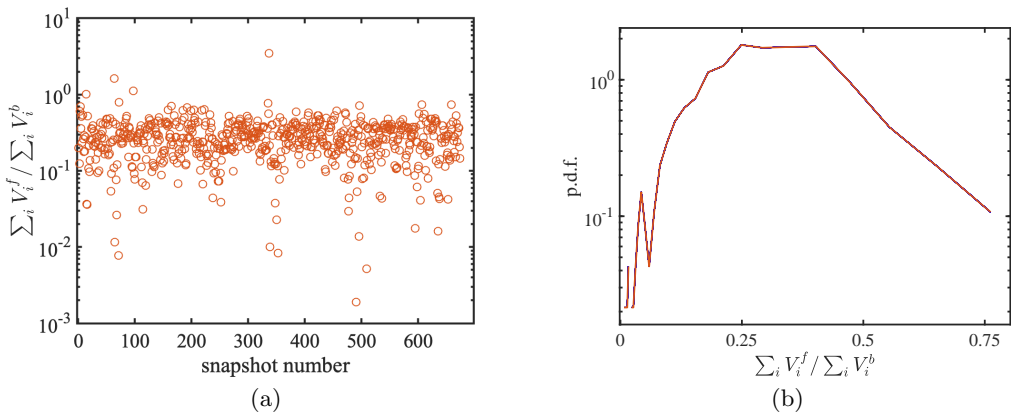 10^1
10^0
10^-1
10^-2
10^-3
∑_i V_i^f / ∑_i V_i^b
0 100 200 300 400 500 600
snapshot number
(a)
10^0
10^-1
p.d.f.
0 0.25 0.5 0.75
∑_i V_i^f / ∑_i V_i^b
(b)